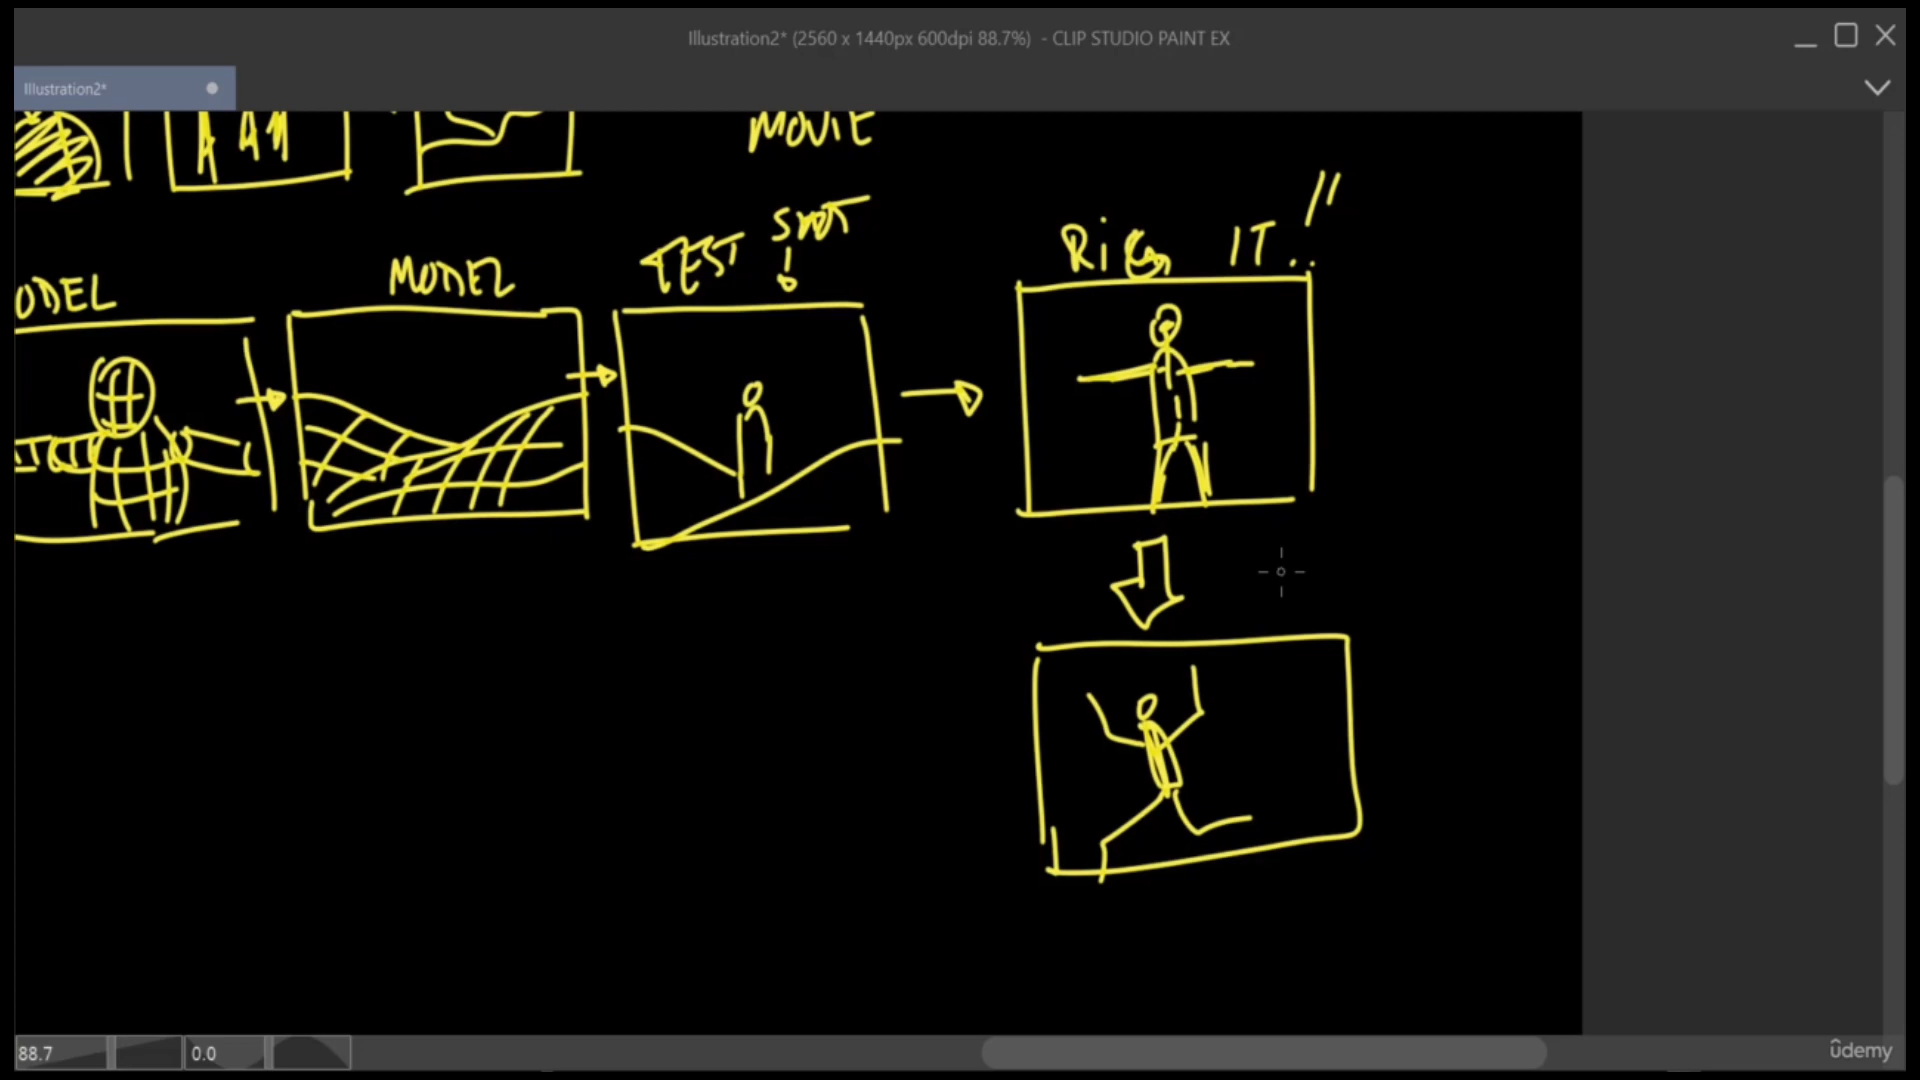 Illustration2* (2560 x 1440px 600dpi 88.7%) - CLIP STUDIO PAINT EX
Illustration2*
MOVIE
ODEL
MODEL
TEST SHOT
RIG IT..!!
88.7
0.0
ûdemy